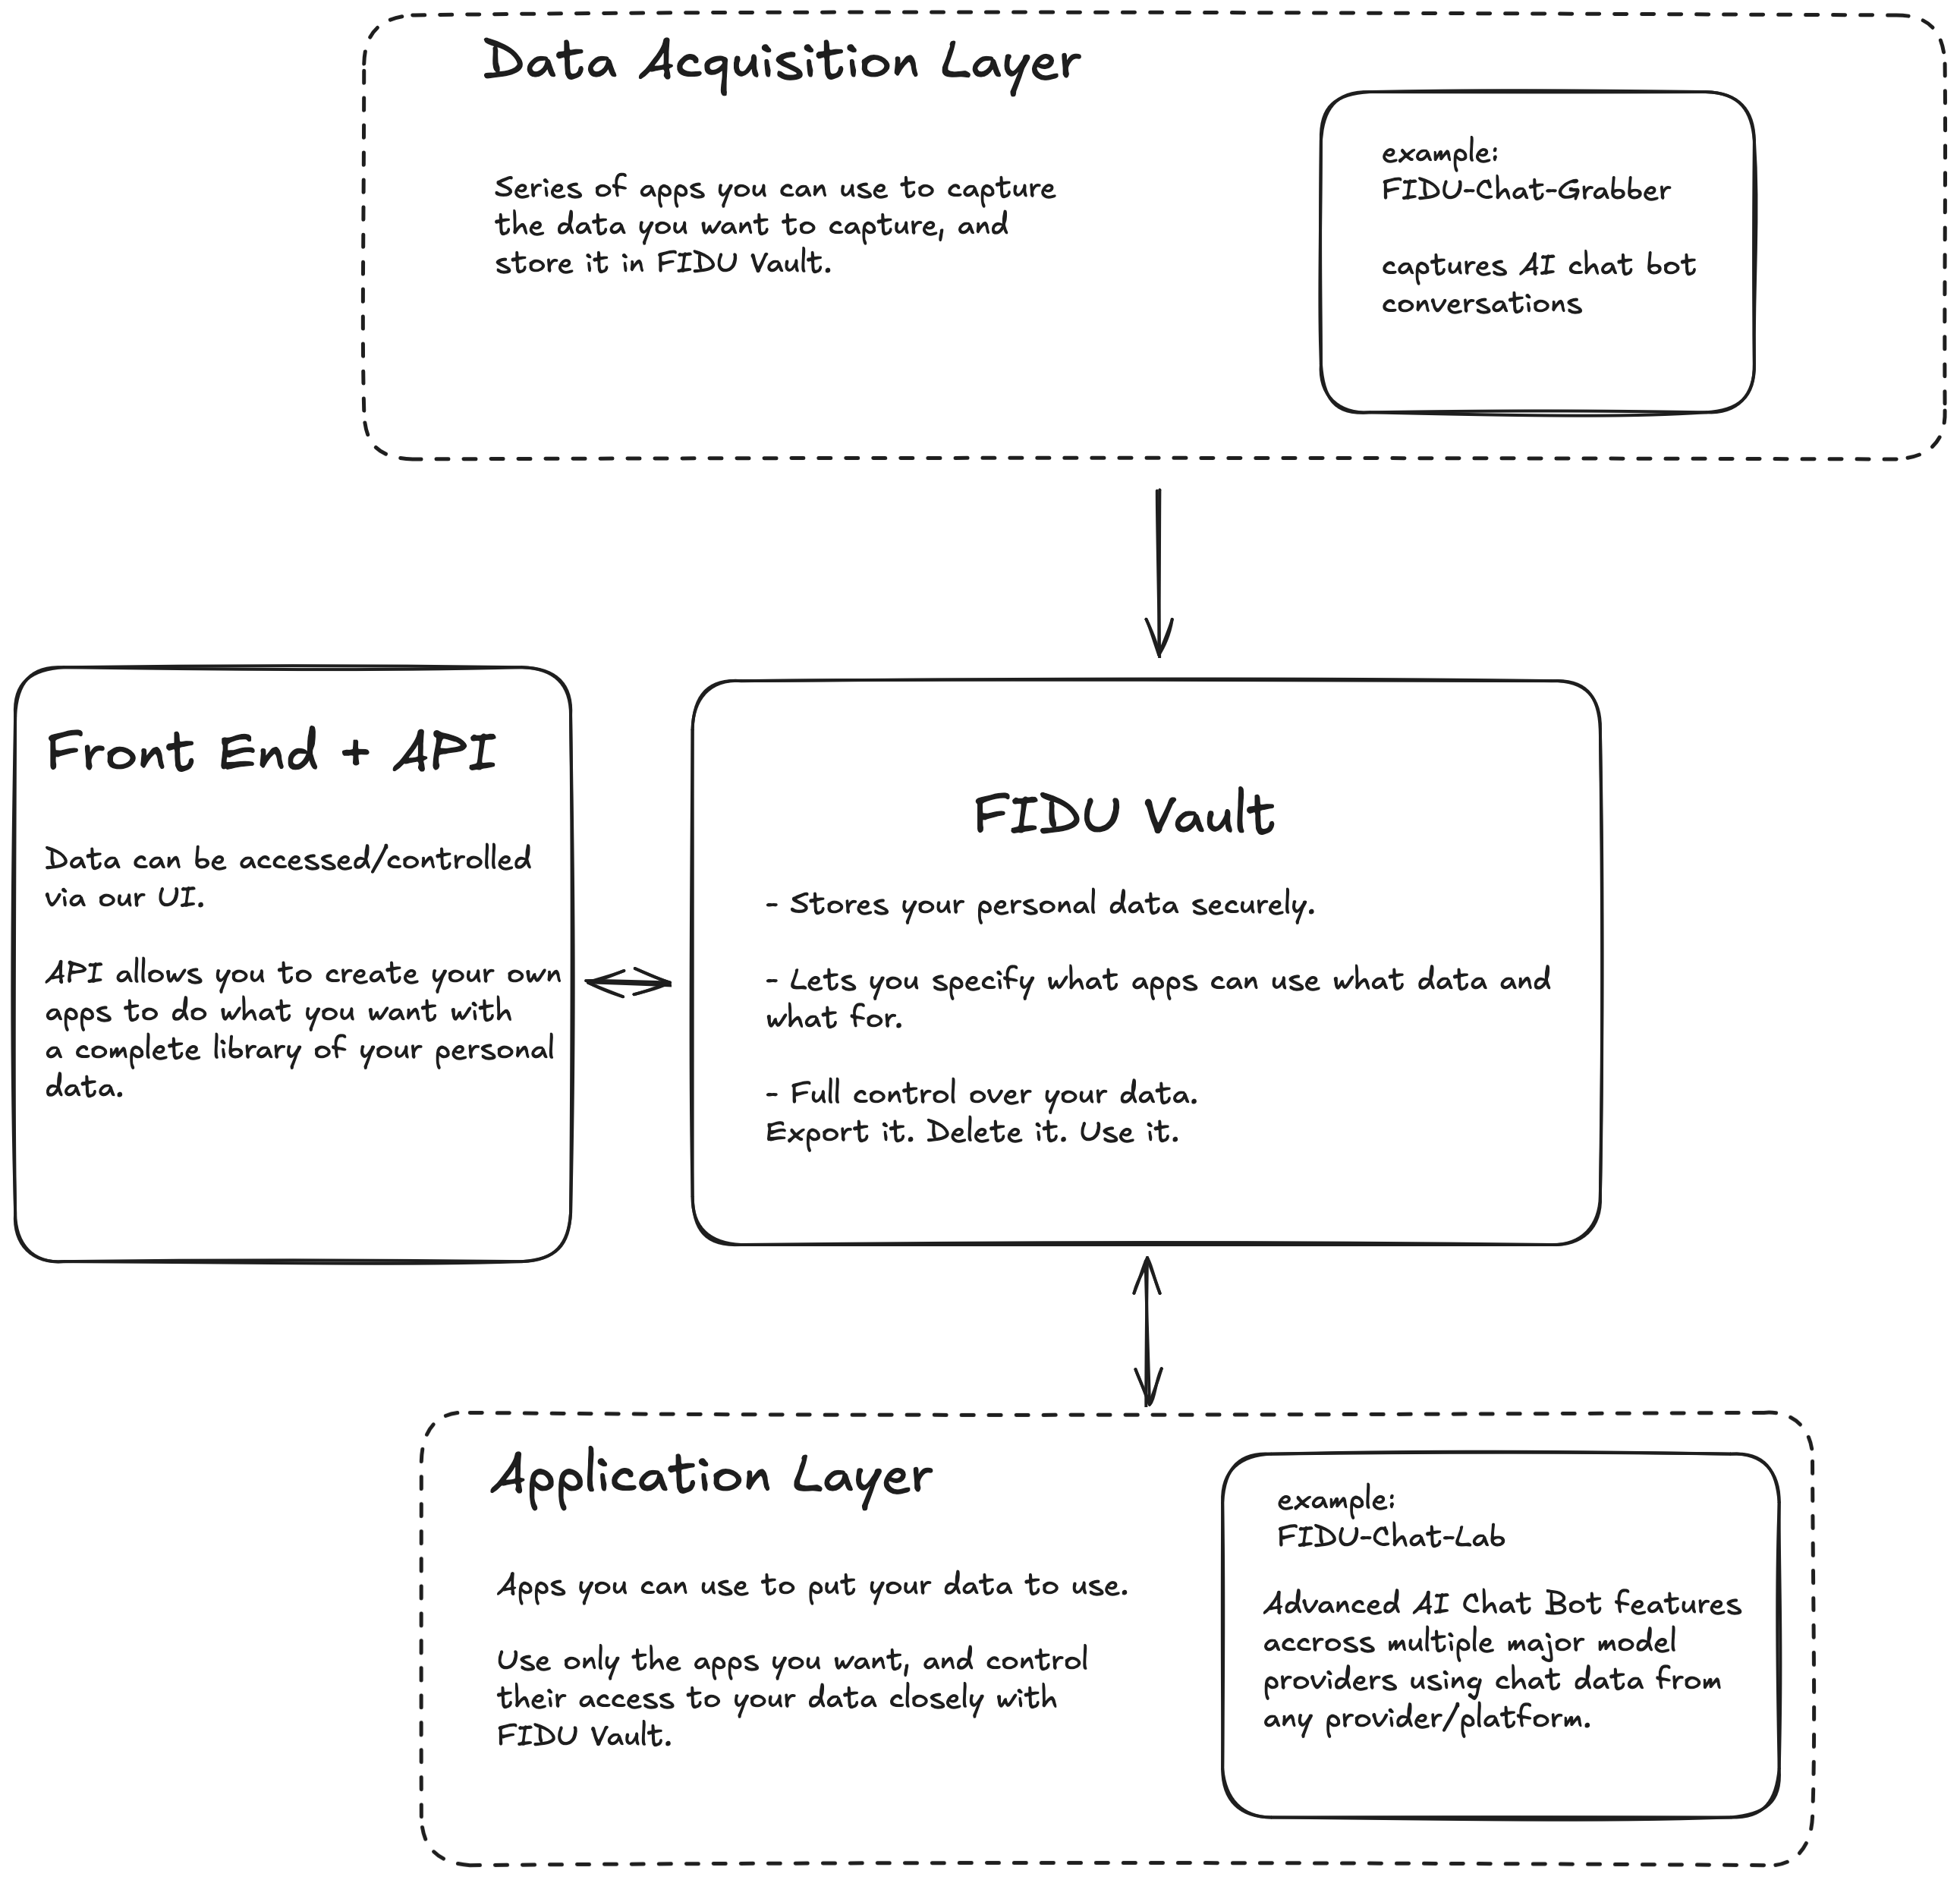 Data Acquisition Layer
Series of apps you can use to capture
the data you want to capture, and
store it in FIDU Vault.
example:
FIDU-Chat-Grabber
captures AI chat bot
conversations
Front End + API
Data can be accessed/controlled
via our UI.
API allows you to create your own
apps to do what you want with
a complete library of your personal
data.
FIDU Vault
- Stores your personal data securely.
- Lets you specify what apps can use what data and
what for.
- Full control over your data.
Export it. Delete it. Use it.
Application Layer
Apps you can use to put your data to use.
Use only the apps you want, and control
their access to your data closely with
FIDU Vault.
example:
FIDU-Chat-Lab
Advanced AI Chat Bot features
accross multiple major model
providers using chat data from
any provider/platform.